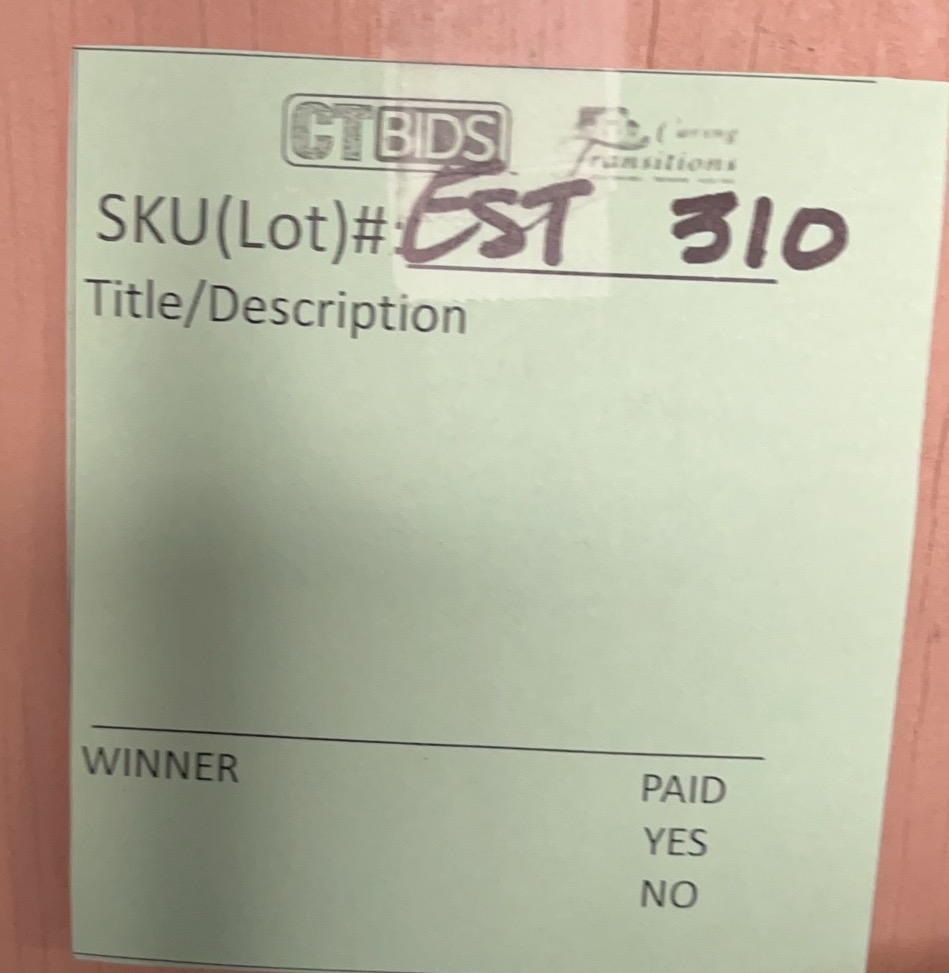 CTBIDS
Caring
Transitions
SKU(Lot)#: EST 310
Title/Description
WINNER
PAID
YES
NO